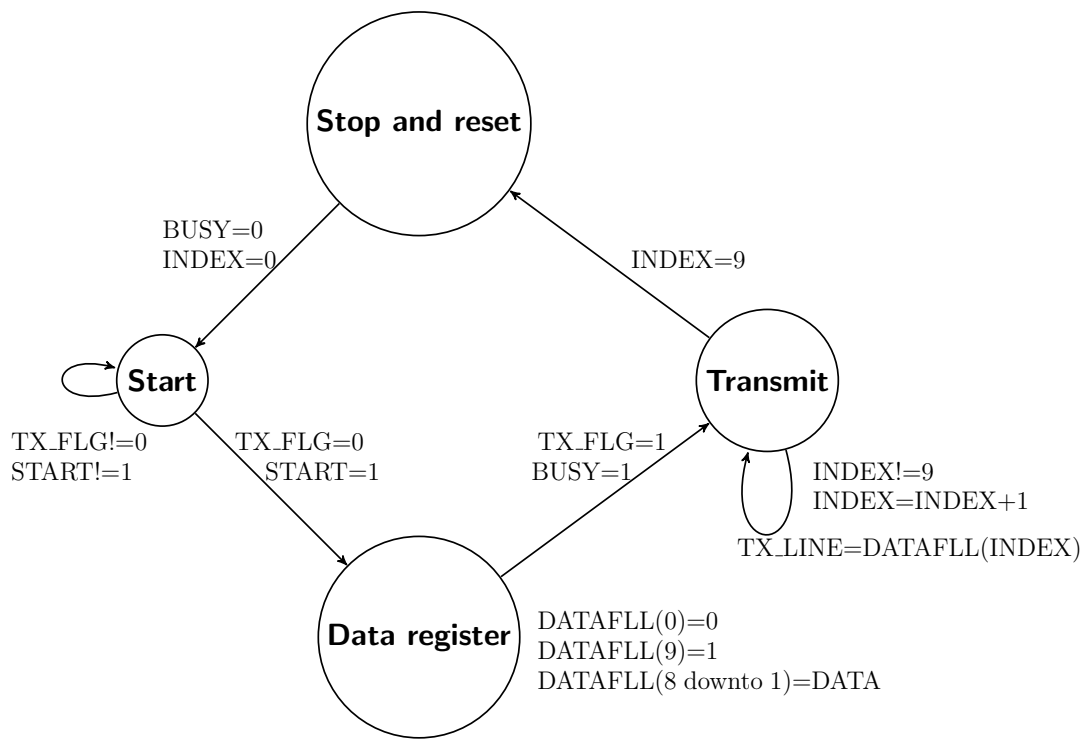 Stop and reset
BUSY=0
INDEX=0
INDEX=9
Start
Transmit
TX_FLG!=0
START!=1
TX_FLG=0
START=1
TX_FLG=1
BUSY=1
INDEX!=9
INDEX=INDEX+1
TX_LINE=DATAFLL(INDEX)
Data register
DATAFLL(0)=0
DATAFLL(9)=1
DATAFLL(8 downto 1)=DATA